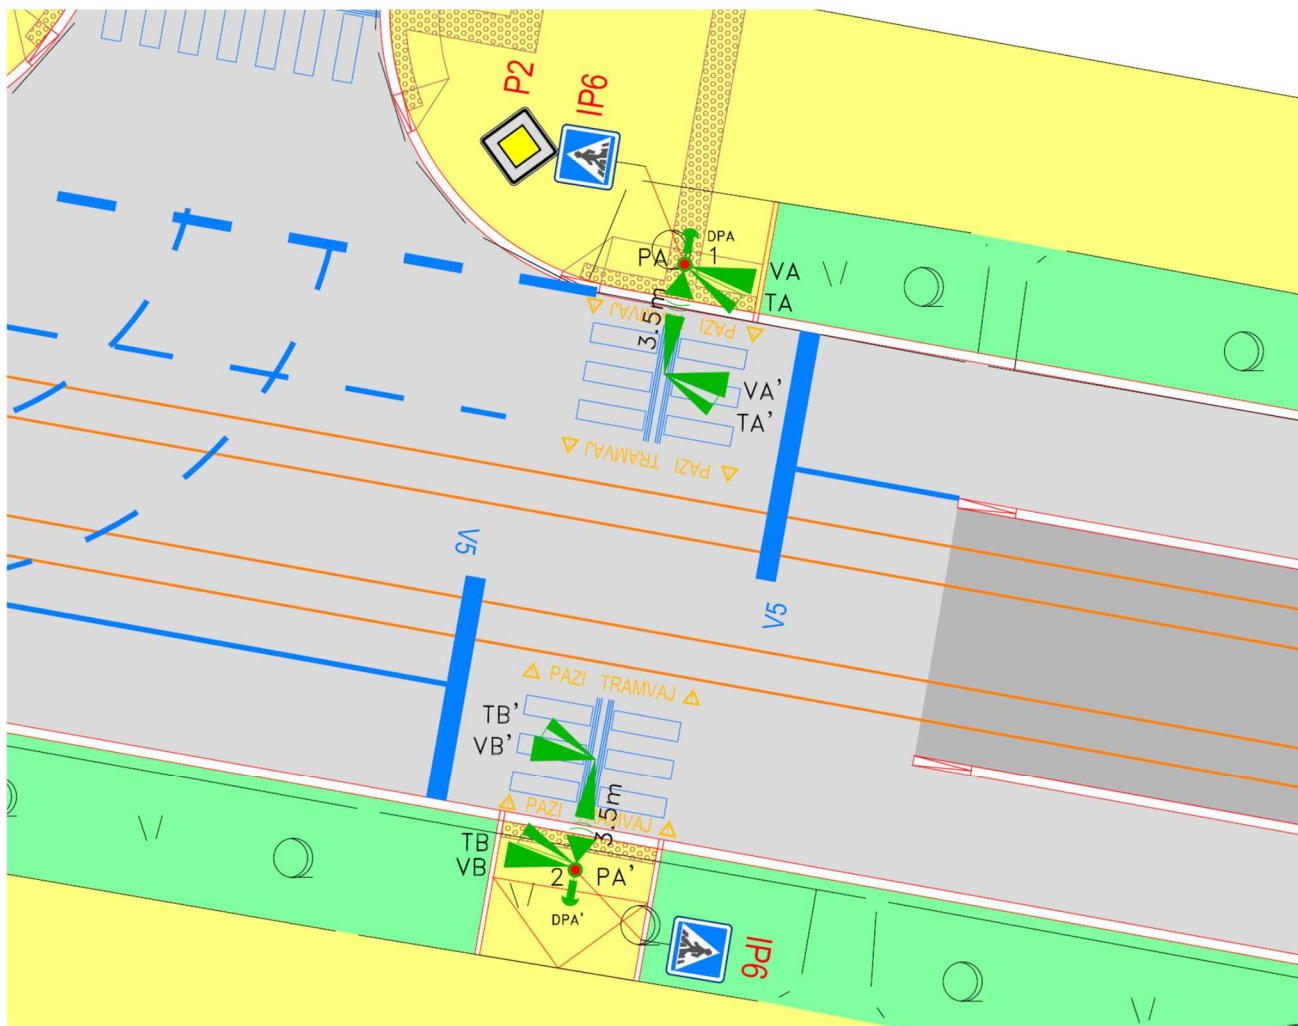 P2
IP6
DPA
PA
1
VA
TA
3.5m
PAZI TRAMVAJ
VA'
TA'
PAZI TRAMVAJ
V5
V5
PAZI TRAMVAJ
TB'
VB'
3.5m
PAZI TRAMVAJ
TB
VB
2
PA'
DPA'
IP6